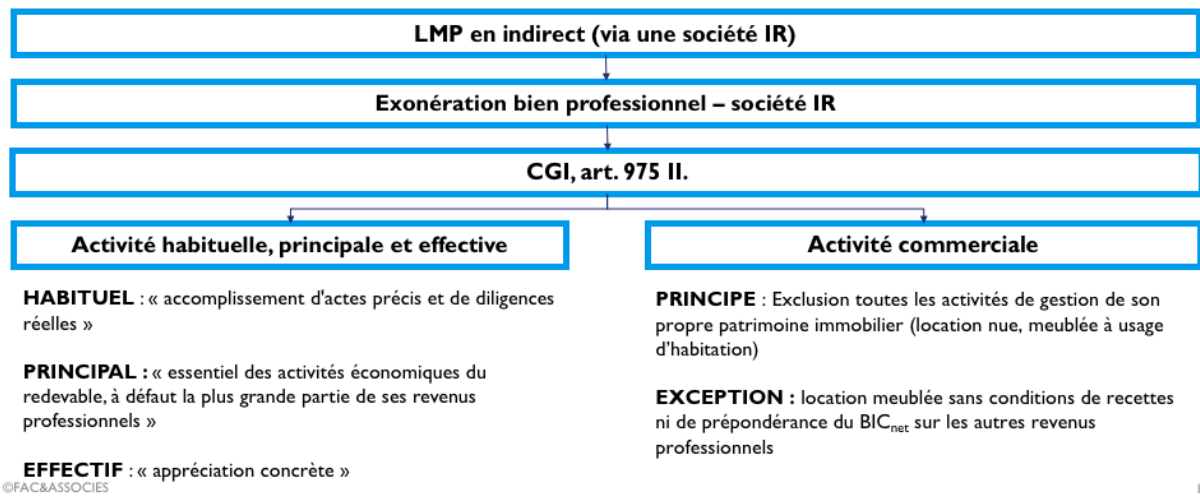 LMP en indirect (via une société IR)
Exonération bien professionnel – société IR
CGI, art. 975 II.
Activité habituelle, principale et effective
HABITUEL : « accomplissement d'actes précis et de diligences
réelles »
PRINCIPAL : « essentiel des activités économiques du
redevable, à défaut la plus grande partie de ses revenus
professionnels »
EFFECTIF : « appréciation concrète »
Activité commerciale
PRINCIPE : Exclusion toutes les activités de gestion de son
propre patrimoine immobilier (location nue, meublée à usage
d'habitation)
EXCEPTION : location meublée sans conditions de recettes
ni de prépondérance du BICnet sur les autres revenus
professionnels
©FAC&ASSOCIES